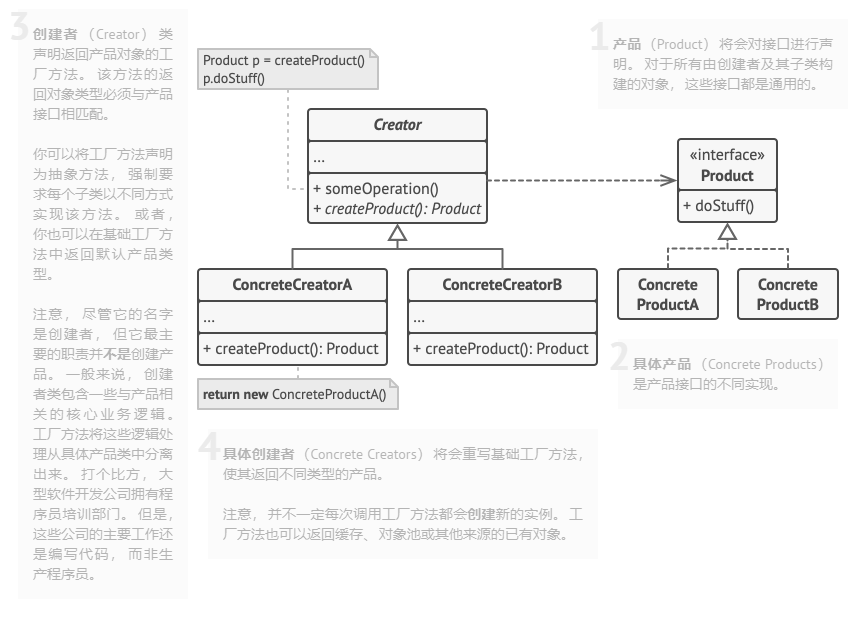 3
创建者 （Creator） 类
声明返回产品对象的工
厂方法。 该方法的返
回对象类型必须与产品
接口相匹配。
你可以将工厂方法声明
为抽象方法， 强制要
求每个子类以不同方式
实现该方法。 或者，
你也可以在基础工厂方
法中返回默认产品类
型。
注意， 尽管它的名字
是创建者， 但它最主
要的职责并不是创建产
品。 一般来说， 创建
者类包含一些与产品相
关的核心业务逻辑。
工厂方法将这些逻辑处
理从具体产品类中分离
出来。 打个比方， 大
型软件开发公司拥有程
序员培训部门。 但是，
这些公司的主要工作还
是编写代码， 而非生
产程序员。
Product p = createProduct()
p.doStuff()
Creator
...
+ someOperation()
+ createProduct(): Product
ConcreteCreatorA
...
+ createProduct(): Product
ConcreteCreatorB
...
+ createProduct(): Product
return new ConcreteProductA()
1
产品 （Product） 将会对接口进行声
明。 对于所有由创建者及其子类构
建的对象， 这些接口都是通用的。
«interface»
Product
+ doStuff()
Concrete
ProductA
Concrete
ProductB
2
具体产品 （Concrete Products）
是产品接口的不同实现。
4
具体创建者 （Concrete Creators） 将会重写基础工厂方法，
使其返回不同类型的产品。
注意， 并不一定每次调用工厂方法都会创建新的实例。 工
厂方法也可以返回缓存、 对象池或其他来源的已有对象。